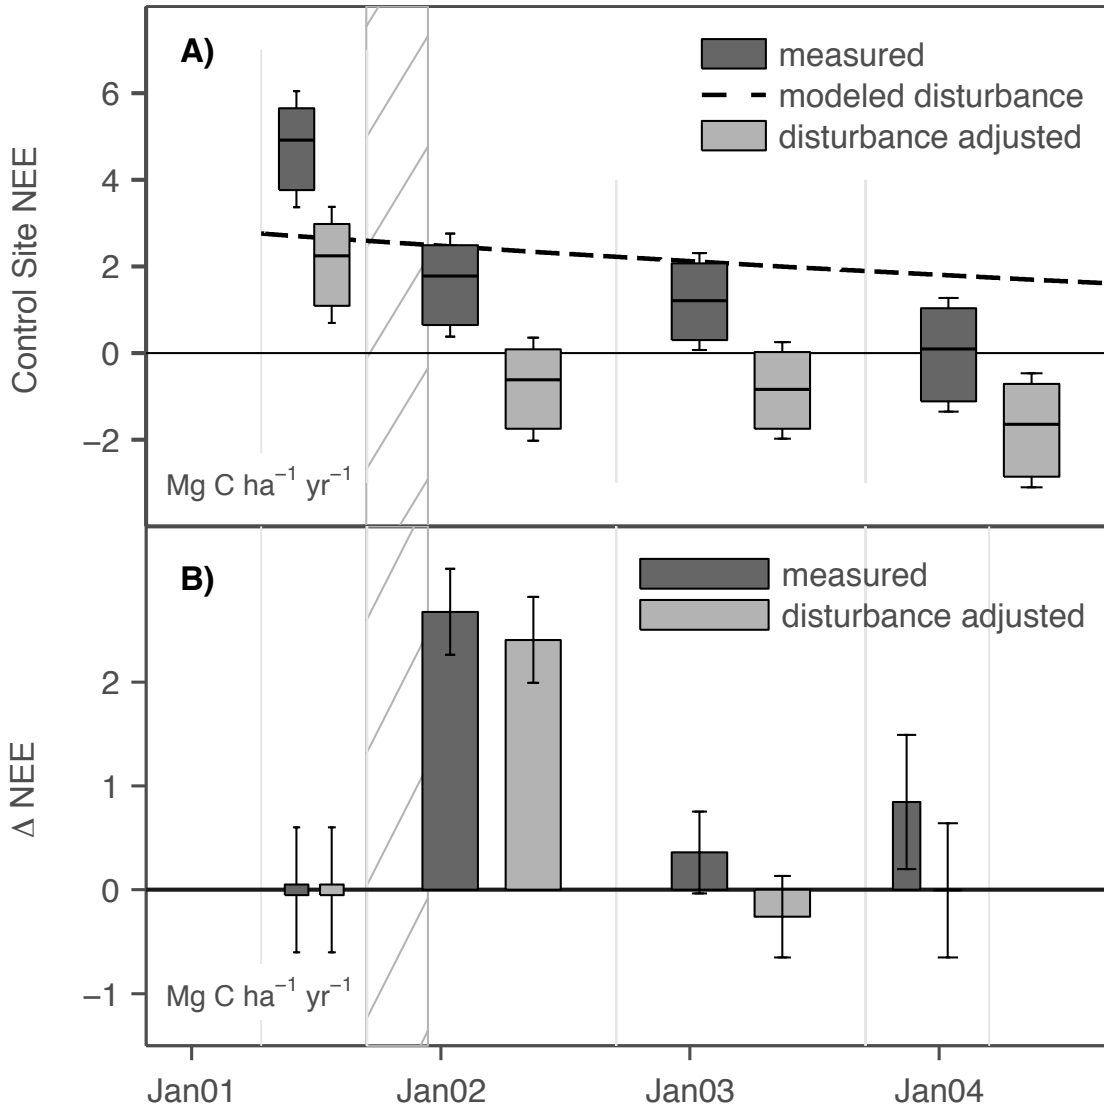 A)
measured
modeled disturbance
disturbance adjusted
Control Site NEE
6
4
2
0
−2
Mg C ha⁻¹ yr⁻¹
B)
measured
disturbance adjusted
Δ NEE
2
1
0
−1
Mg C ha⁻¹ yr⁻¹
Jan01 Jan02 Jan03 Jan04